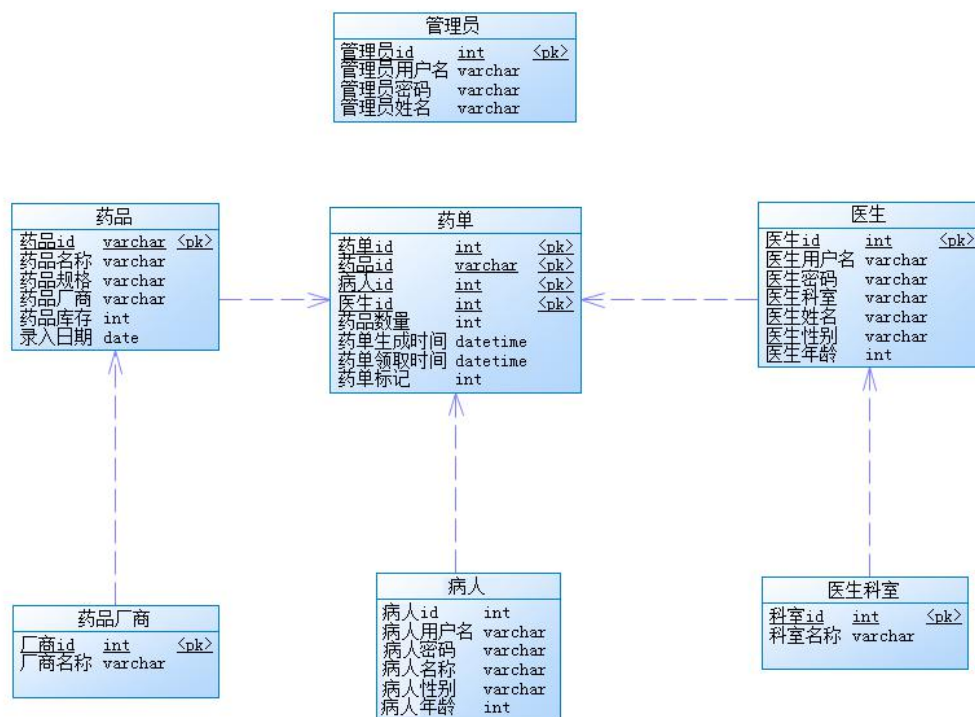 管理员
管理员id int <pk>
管理员用户名 varchar
管理员密码 varchar
管理员姓名 varchar
药品
药品id varchar <pk>
药品名称 varchar
药品规格 varchar
药品厂商 varchar
药品库存 int
录入日期 date
药单
药单id int <pk>
药品id varchar <pk>
病人id int <pk>
医生id int <pk>
药品数量 int
药单生成时间 datetime
药单领取时间 datetime
药单标记 int
医生
医生id int <pk>
医生用户名 varchar
医生密码 varchar
医生科室 varchar
医生姓名 varchar
医生性别 varchar
医生年龄 int
药品厂商
厂商id int <pk>
厂商名称 varchar
病人
病人id int
病人用户名 varchar
病人密码 varchar
病人名称 varchar
病人性别 varchar
病人年龄 int
医生科室
科室id int <pk>
科室名称 varchar